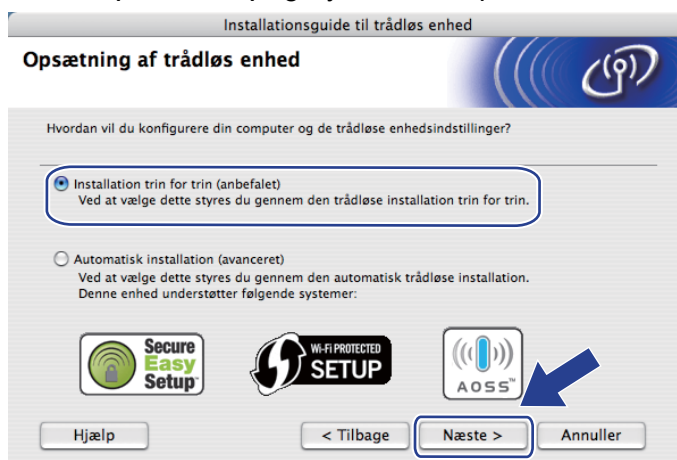 Installationsguide til trådløs enhed
Opsætning af trådløs enhed
Hvordan vil du konfigurere din computer og de trådløse enhedsindstillinger?
Installation trin for trin (anbefalet)
Ved at vælge dette styres du gennem den trådløse installation trin for trin.
Automatisk installation (avanceret)
Ved at vælge dette styres du gennem den automatisk trådløse installation.
Denne enhed understøtter følgende systemer:
Secure
Easy
Setup
Wi-Fi PROTECTED
SETUP
AOSS™
Hjælp
< Tilbage
Næste >
Annuller